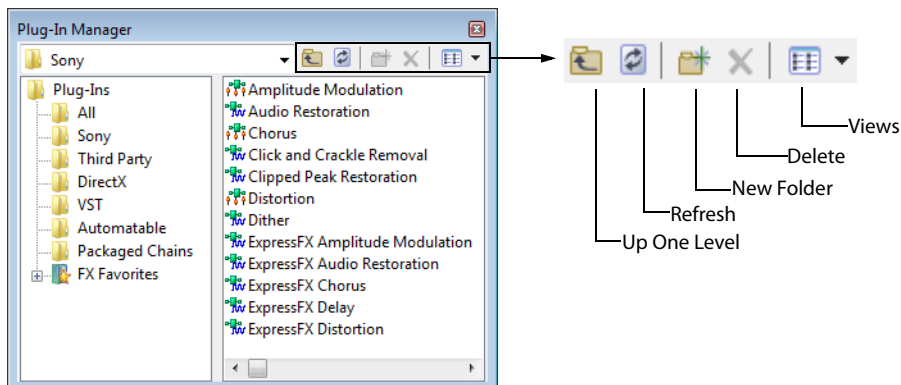 Plug-In Manager
Sony
Plug-Ins
All
Sony
Third Party
DirectX
VST
Automatable
Packaged Chains
FX Favorites
Amplitude Modulation
Audio Restoration
Chorus
Click and Crackle Removal
Clipped Peak Restoration
Distortion
Dither
ExpressFX Amplitude Modulation
ExpressFX Audio Restoration
ExpressFX Chorus
ExpressFX Delay
ExpressFX Distortion
Views
Delete
New Folder
Refresh
Up One Level